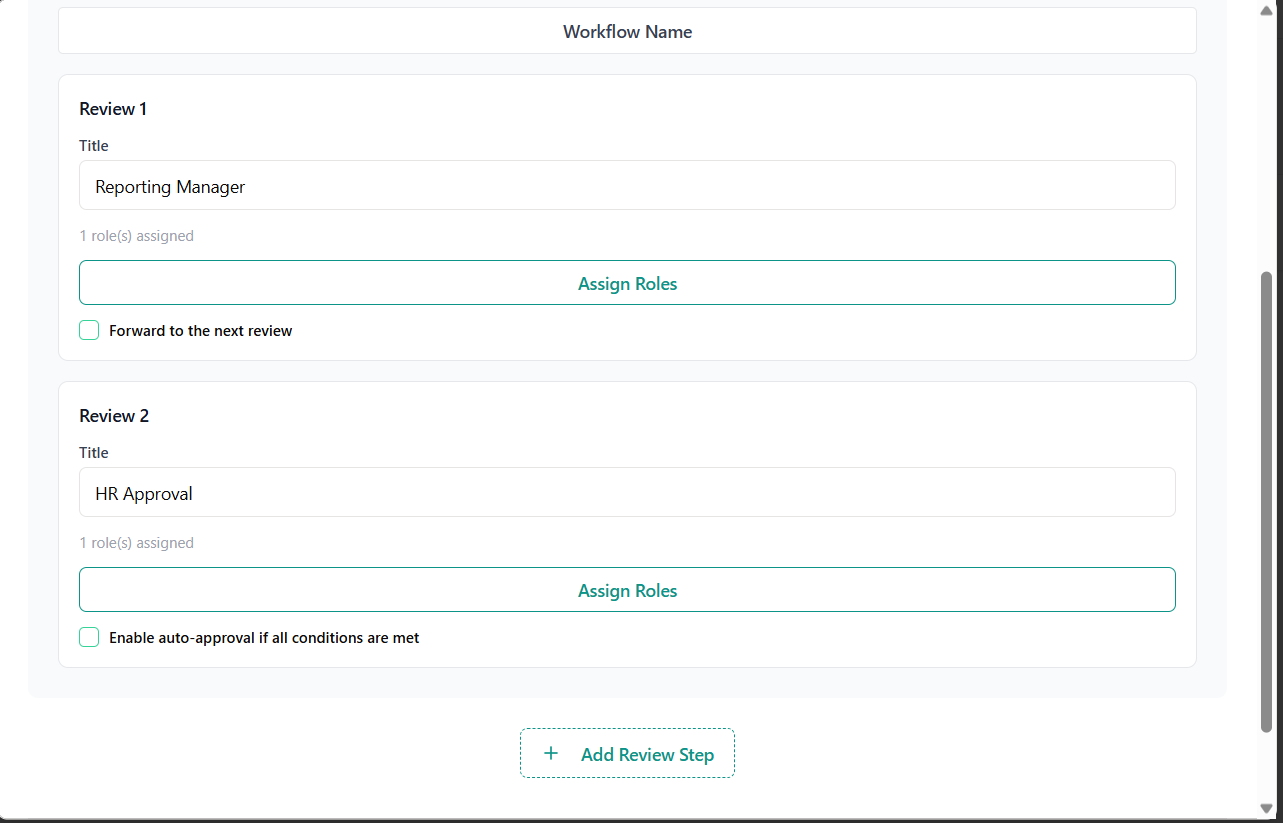 Workflow Name
Review 1
Title
Reporting Manager
1 role(s) assigned
Assign Roles
Forward to the next review
Review 2
Title
HR Approval
1 role(s) assigned
Assign Roles
Enable auto-approval if all conditions are met
+ Add Review Step